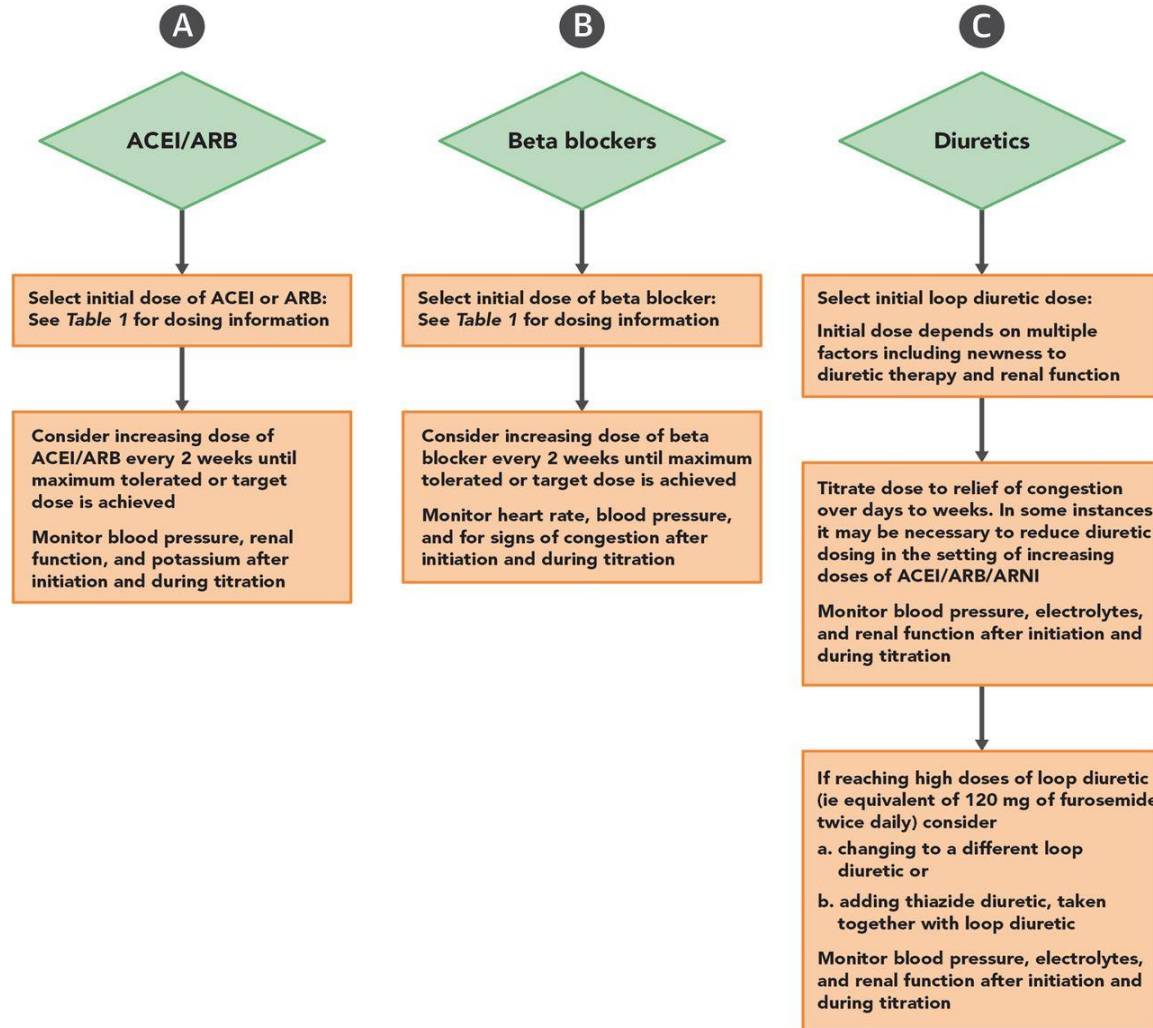 A
ACEI/ARB
Select initial dose of ACEI or ARB:
See Table 1 for dosing information
Consider increasing dose of
ACEI/ARB every 2 weeks until
maximum tolerated or target
dose is achieved
Monitor blood pressure, renal
function, and potassium after
initiation and during titration
B
Beta blockers
Select initial dose of beta blocker:
See Table 1 for dosing information
Consider increasing dose of beta
blocker every 2 weeks until maximum
tolerated or target dose is achieved
Monitor heart rate, blood pressure,
and for signs of congestion after
initiation and during titration
C
Diuretics
Select initial loop diuretic dose:
Initial dose depends on multiple
factors including newness to
diuretic therapy and renal function
Titrate dose to relief of congestion
over days to weeks. In some instances
it may be necessary to reduce diuretic
dosing in the setting of increasing
doses of ACEI/ARB/ARNI
Monitor blood pressure, electrolytes,
and renal function after initiation and
during titration
If reaching high doses of loop diuretic
(ie equivalent of 120 mg of furosemide
twice daily) consider
a. changing to a different loop
diuretic or
b. adding thiazide diuretic, taken
together with loop diuretic
Monitor blood pressure, electrolytes,
and renal function after initiation and
during titration